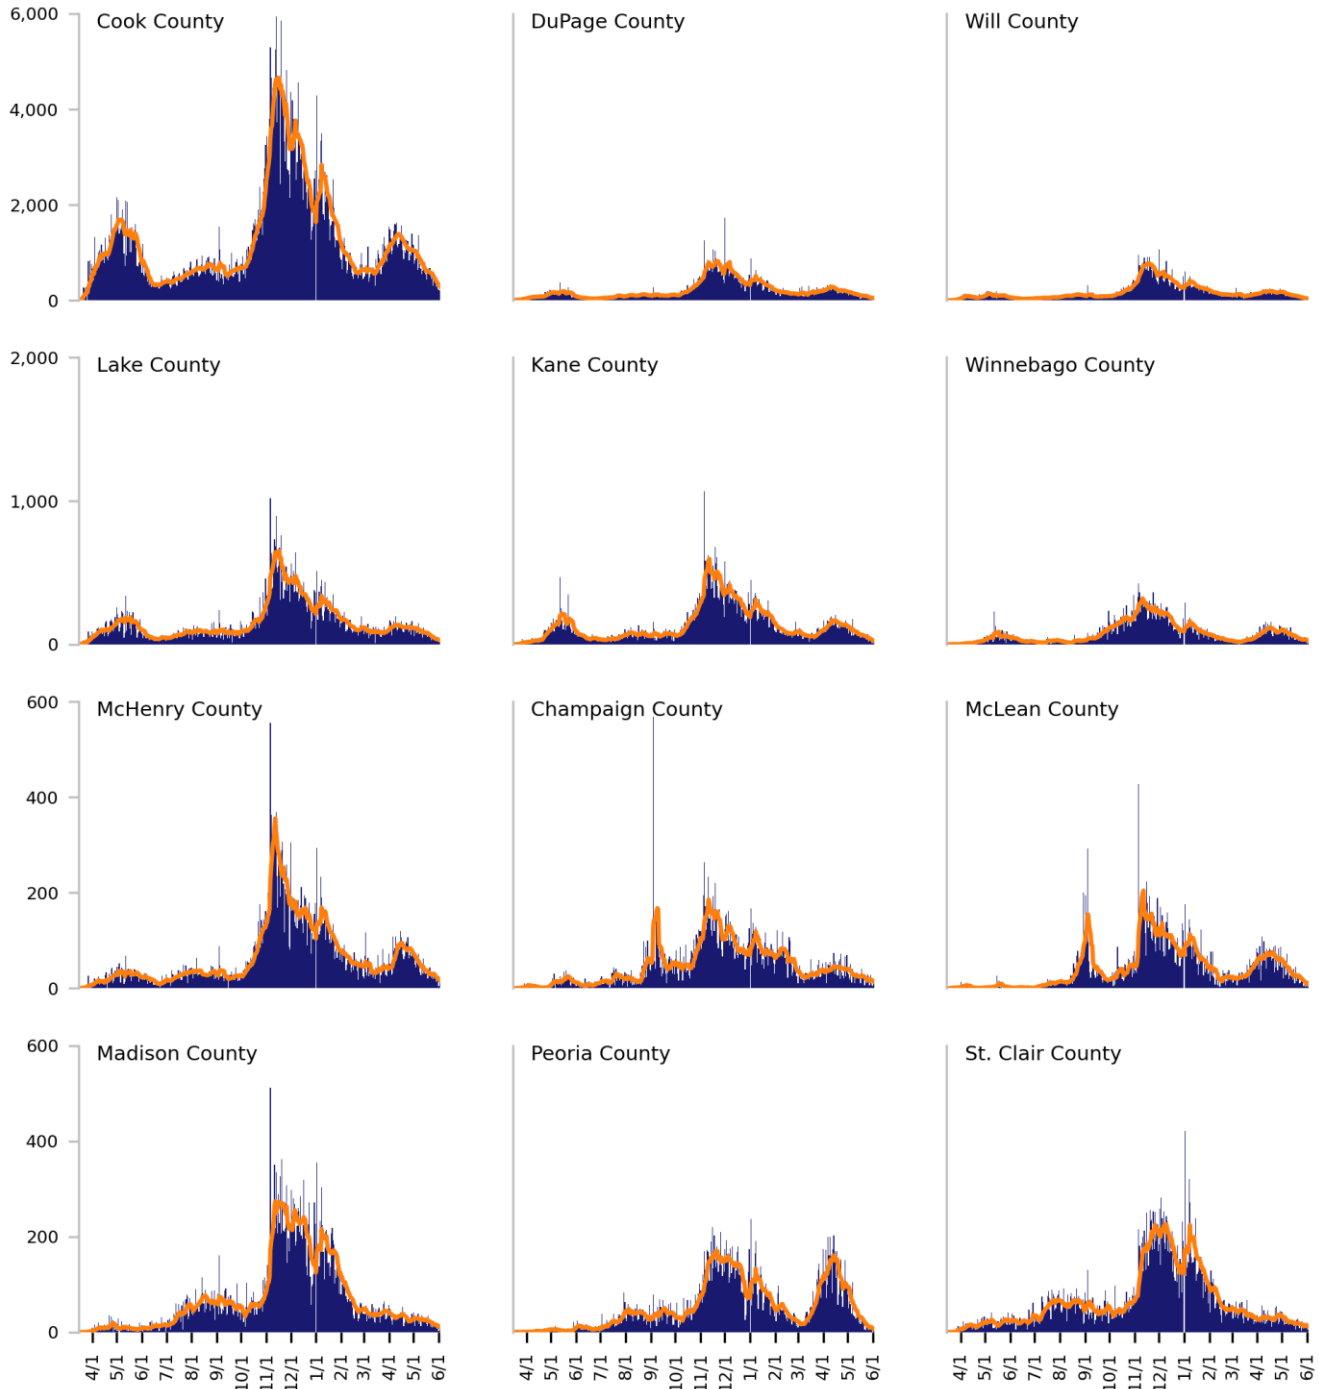 6,000
Cook County
DuPage County
Will County
4,000
2,000
0
2,000
Lake County
Kane County
Winnebago County
1,000
0
600
McHenry County
Champaign County
McLean County
400
200
0
600
Madison County
Peoria County
St. Clair County
400
200
0
4/1 5/1 6/1 7/1 8/1 9/1 10/1 11/1 12/1 1/1 2/1 3/1 4/1 5/1 6/1
4/1 5/1 6/1 7/1 8/1 9/1 10/1 11/1 12/1 1/1 2/1 3/1 4/1 5/1 6/1
4/1 5/1 6/1 7/1 8/1 9/1 10/1 11/1 12/1 1/1 2/1 3/1 4/1 5/1 6/1